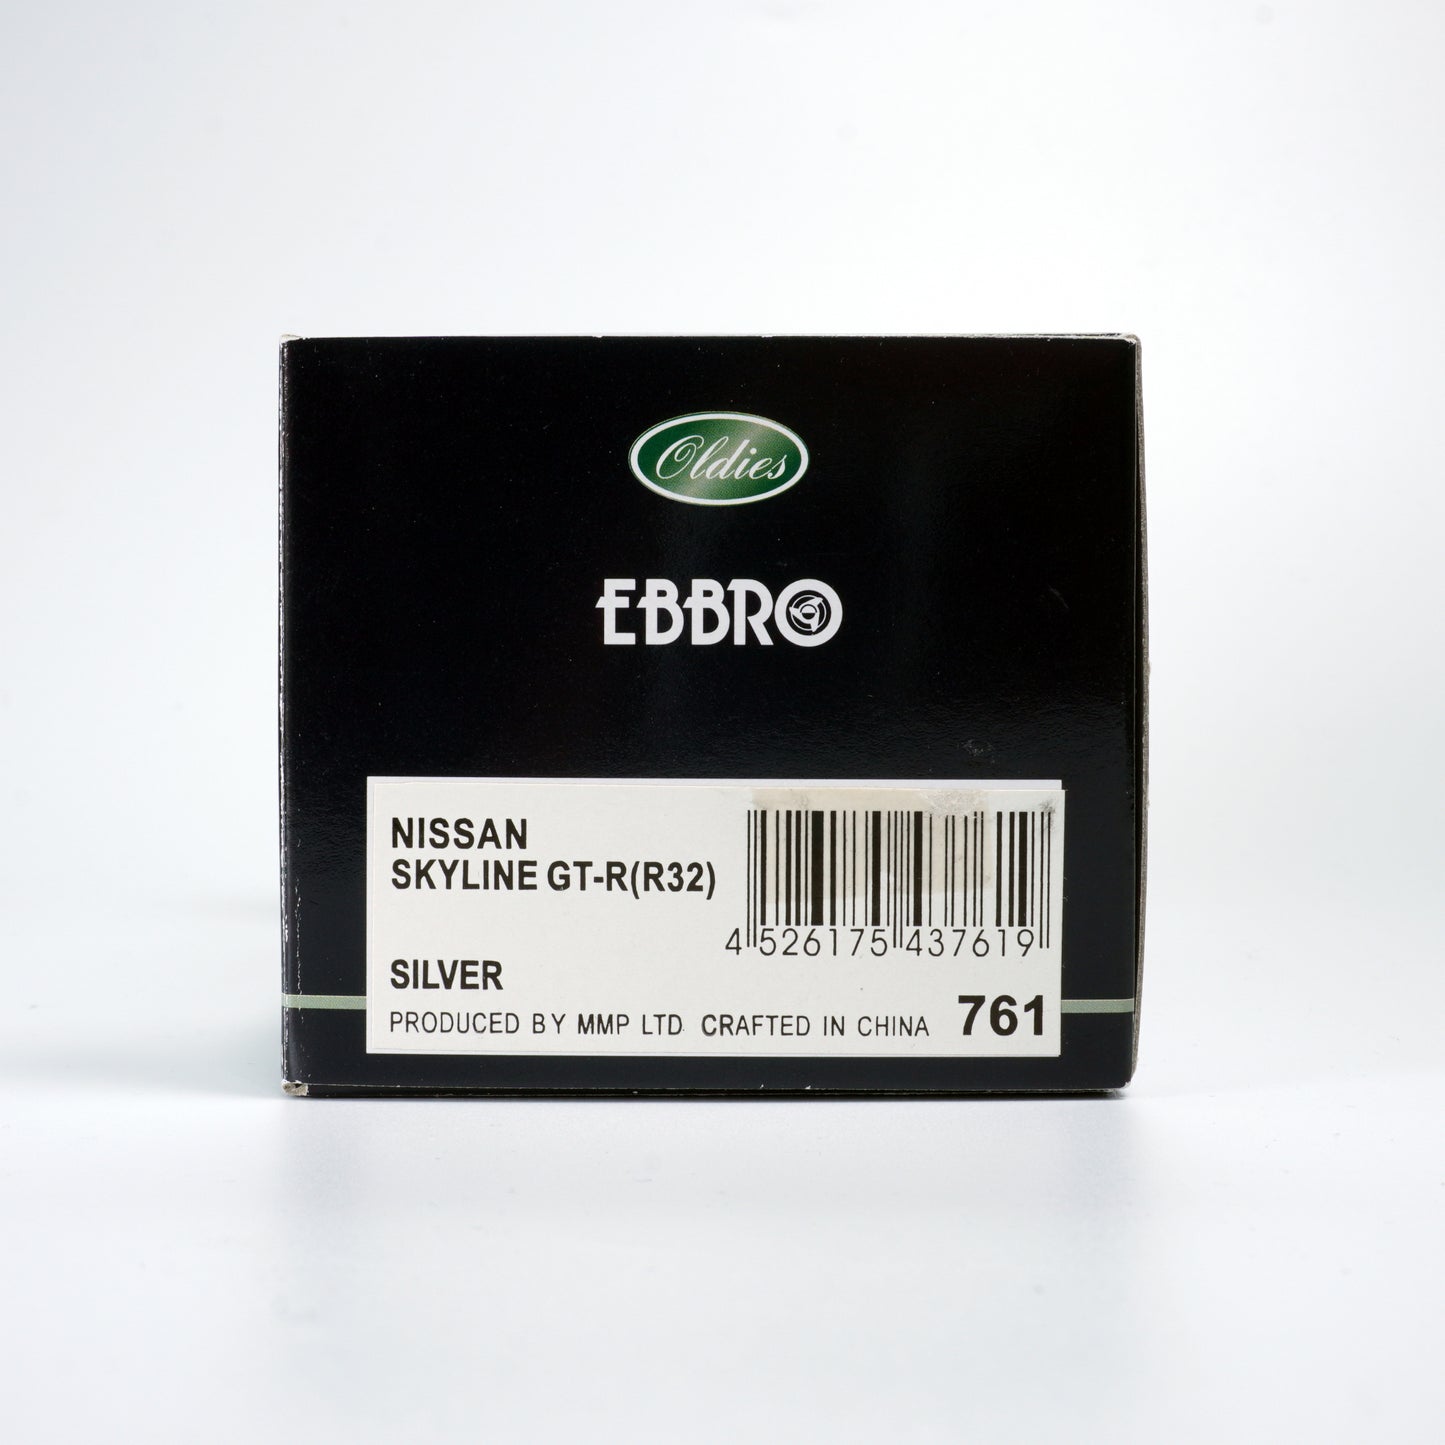 Oldies
EBBRO
NISSAN
SKYLINE GT-R(R32)
4 526175 437619
SILVER
PRODUCED BY MMP LTD. CRAFTED IN CHINA 761